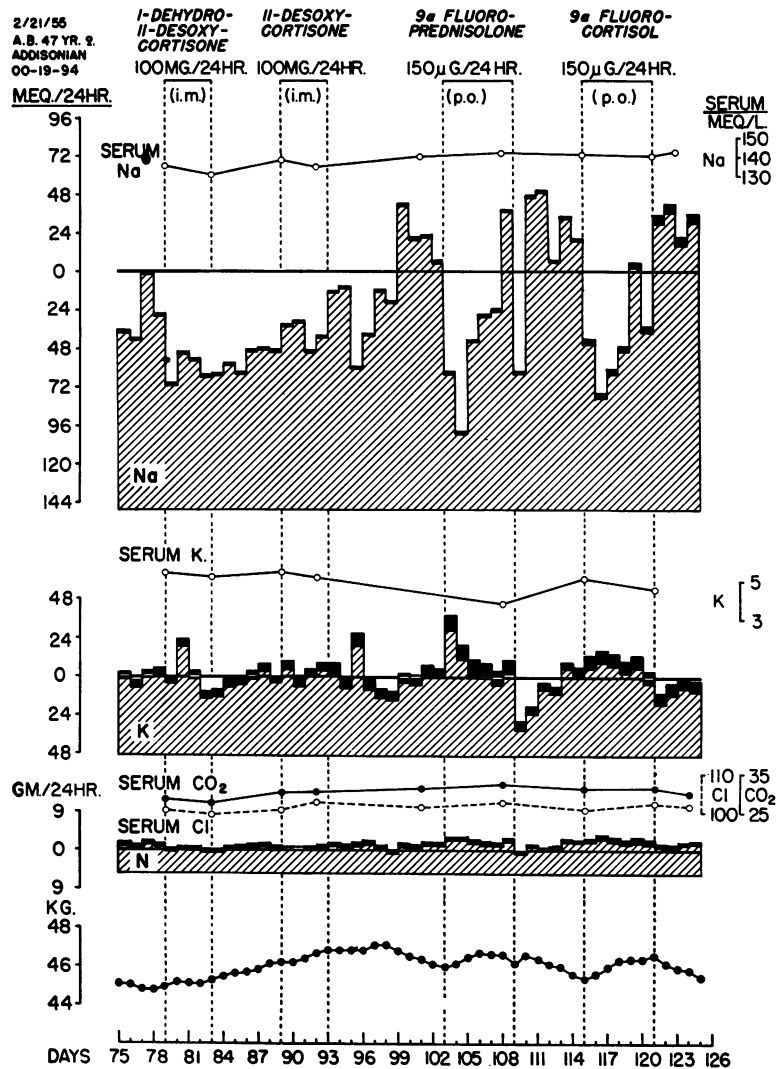 2/21/55
A.B. 47 YR. ♀.
ADDISONIAN
00-19-94
1-DEHYDRO-
11-DESOXY-
CORTISONE
100MG./24HR.
(i.m.)
11-DESOXY-
CORTISONE
100MG./24HR.
(i.m.)
9α FLUORO-
PREDNISOLONE
150μG./24HR.
(p.o.)
9α FLUORO-
CORTISOL
150μG./24HR.
(p.o.)
M.EQ./24HR.
SERUM
MEQ/L.
96
72
48
24
0
24
48
72
96
120
144
SERUM
Na
Na
150
140
130
Na
SERUM K.
K
5
3
48
24
0
24
48
K
GM./24HR.
9
0
9
SERUM CO2
SERUM Cl
N
110
Cl
100
35
CO2
25
KG.
48
46
44
DAYS 75 78 81 84 87 90 93 96 99 102 105 108 111 114 117 120 123 126